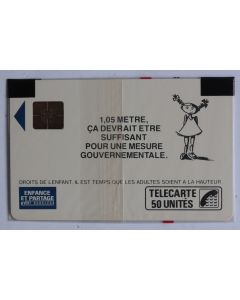 1,05 METRE,
ÇA DEVRAIT ETRE
SUFFISANT
POUR UNE MESURE
GOUVERNEMENTALE.
DROITS DE L'ENFANT. IL EST TEMPS QUE LES ADULTES SOIENT A LA HAUTEUR
ENFANCE
ET PARTAGE
TELECARTE
50 UNITÉS